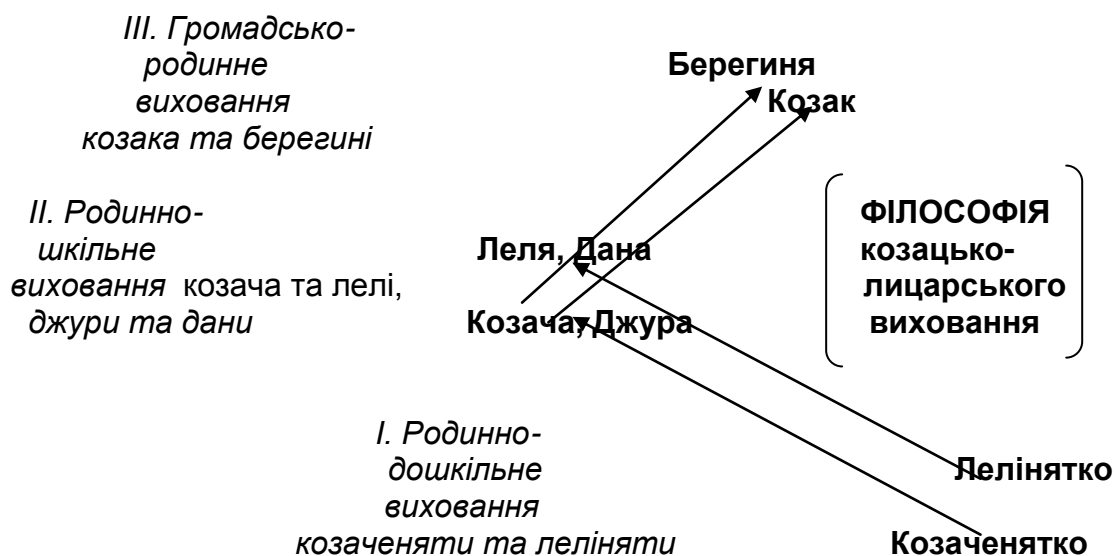 III. Громадсько-
родинне
виховання
козака та берегині
Берегиня
Козак
II. Родинно-
шкільне
виховання козача та лелі,
джури та дани
Леля, Дана
Козача, Джура
ФІЛОСОФІЯ
козацько-
лицарського
виховання
I. Родинно-
дошкільне
виховання
козаченяти та леліняти
Лелінятко
Козаченятко